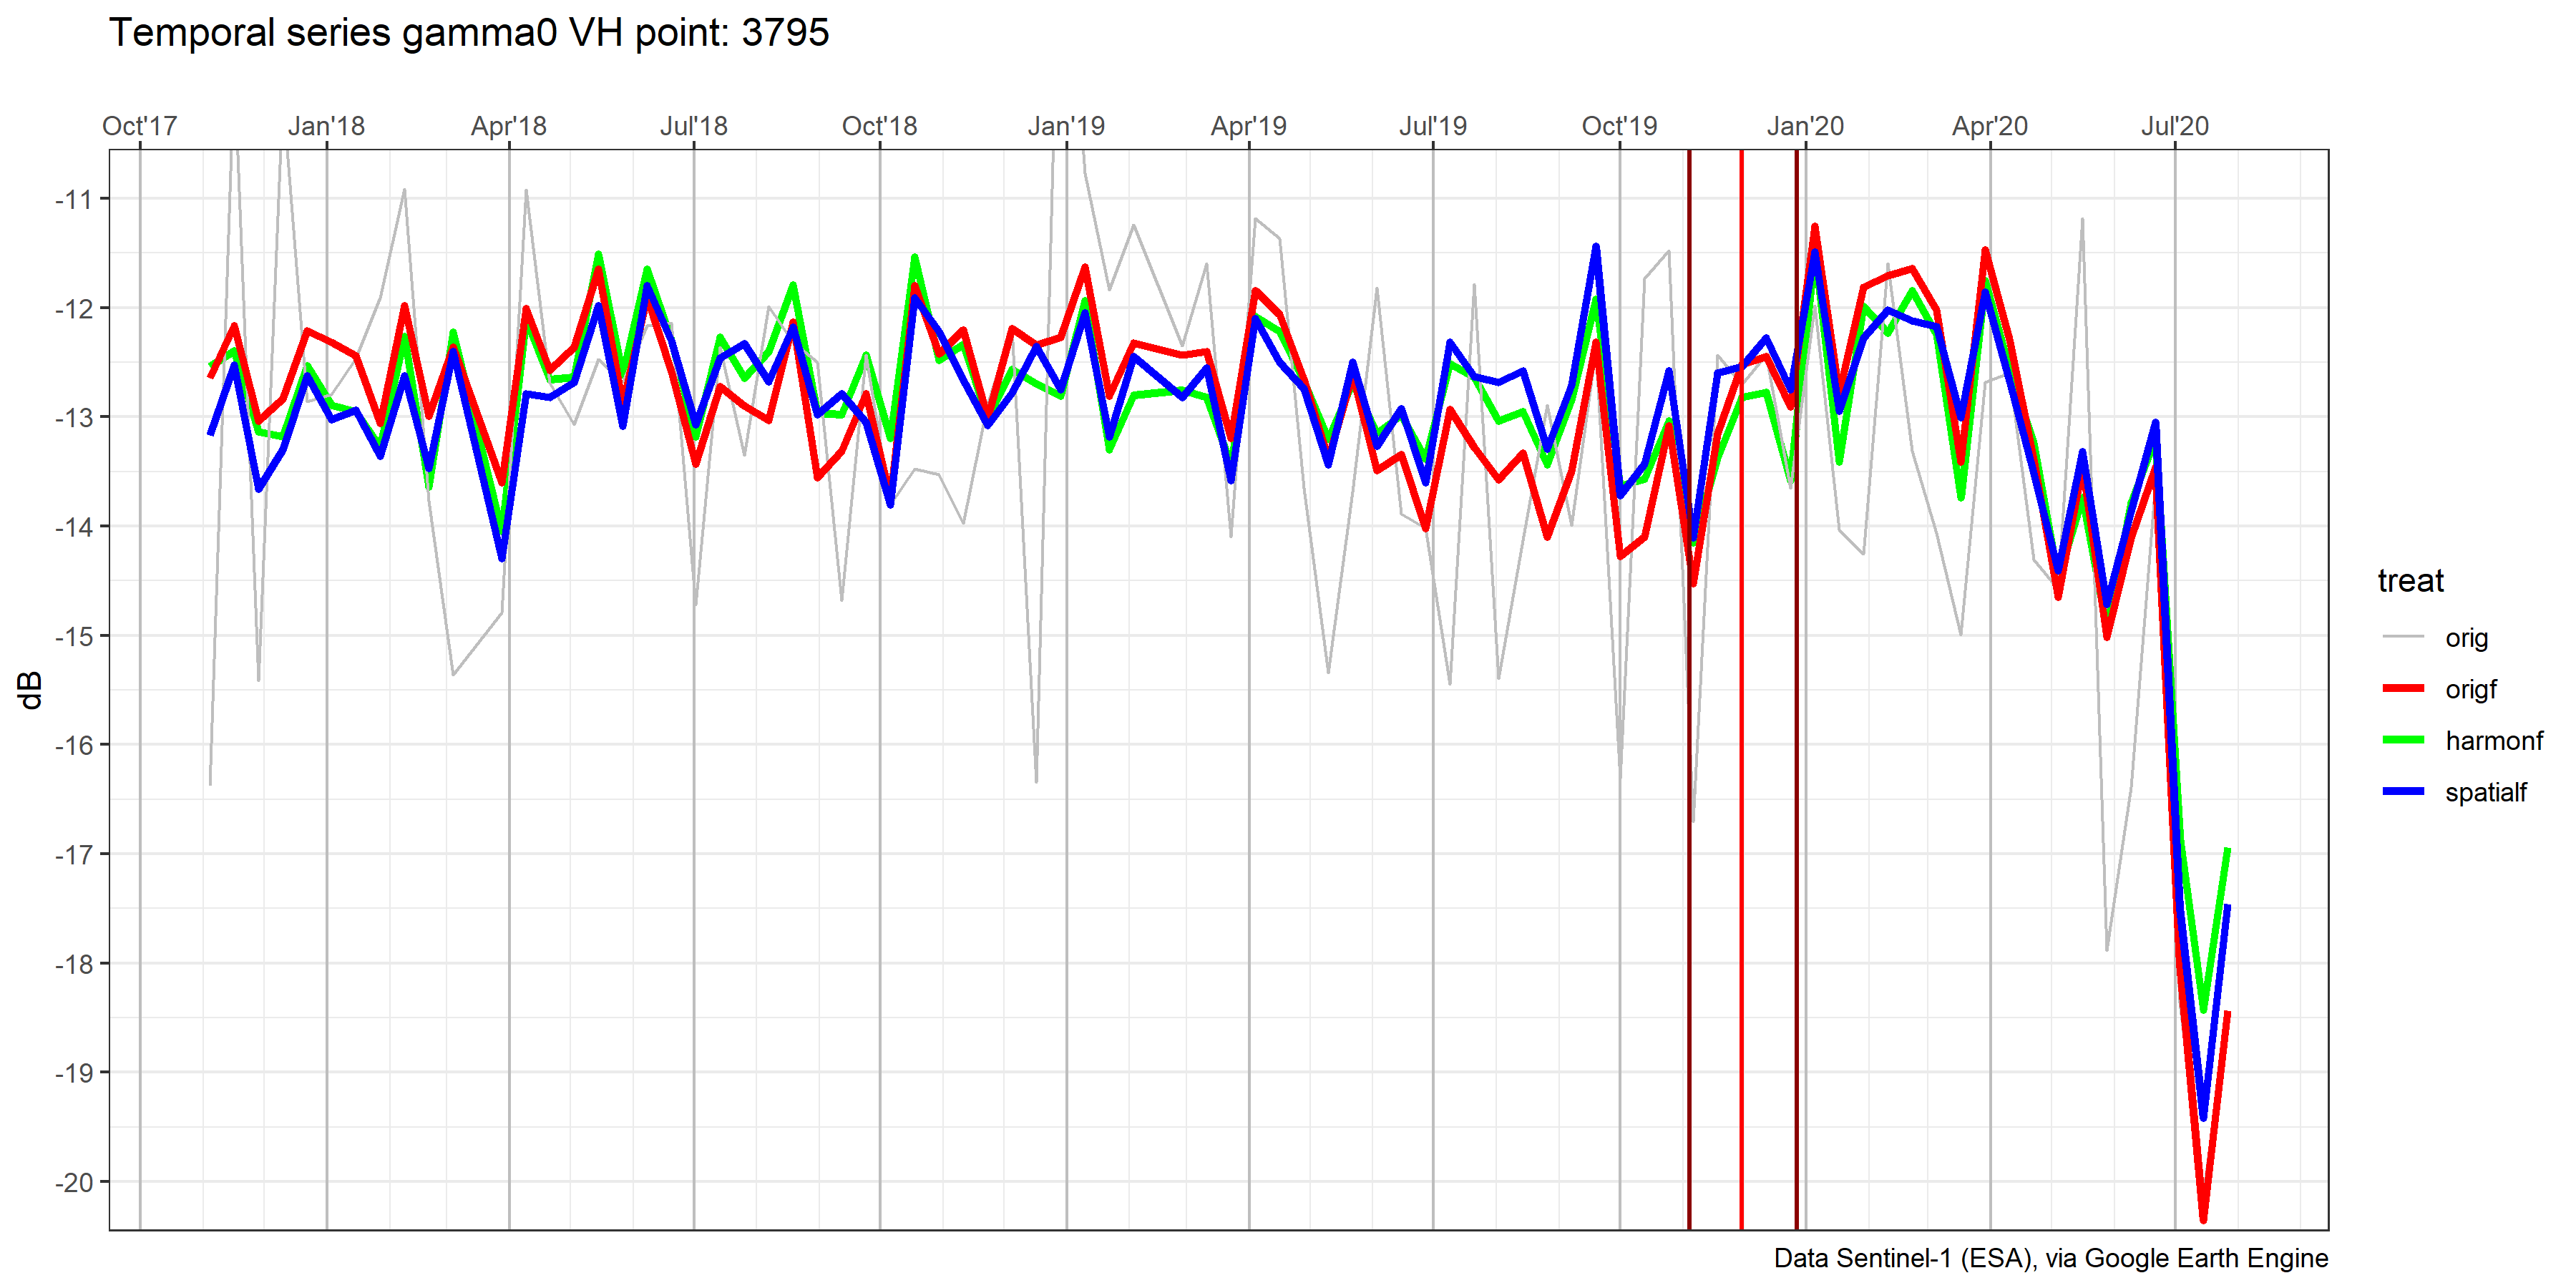 Temporal series gamma0 VH point: 3795
Oct'17 Jan'18 Apr'18 Jul'18 Oct'18 Jan'19 Apr'19 Jul'19 Oct'19 Jan'20 Apr'20 Jul'20
-11
-12
-13
-14
-15
-16
-17
-18
-19
-20
dB
treat
orig
origf
harmonf
spatialf
Data Sentinel-1 (ESA), via Google Earth Engine